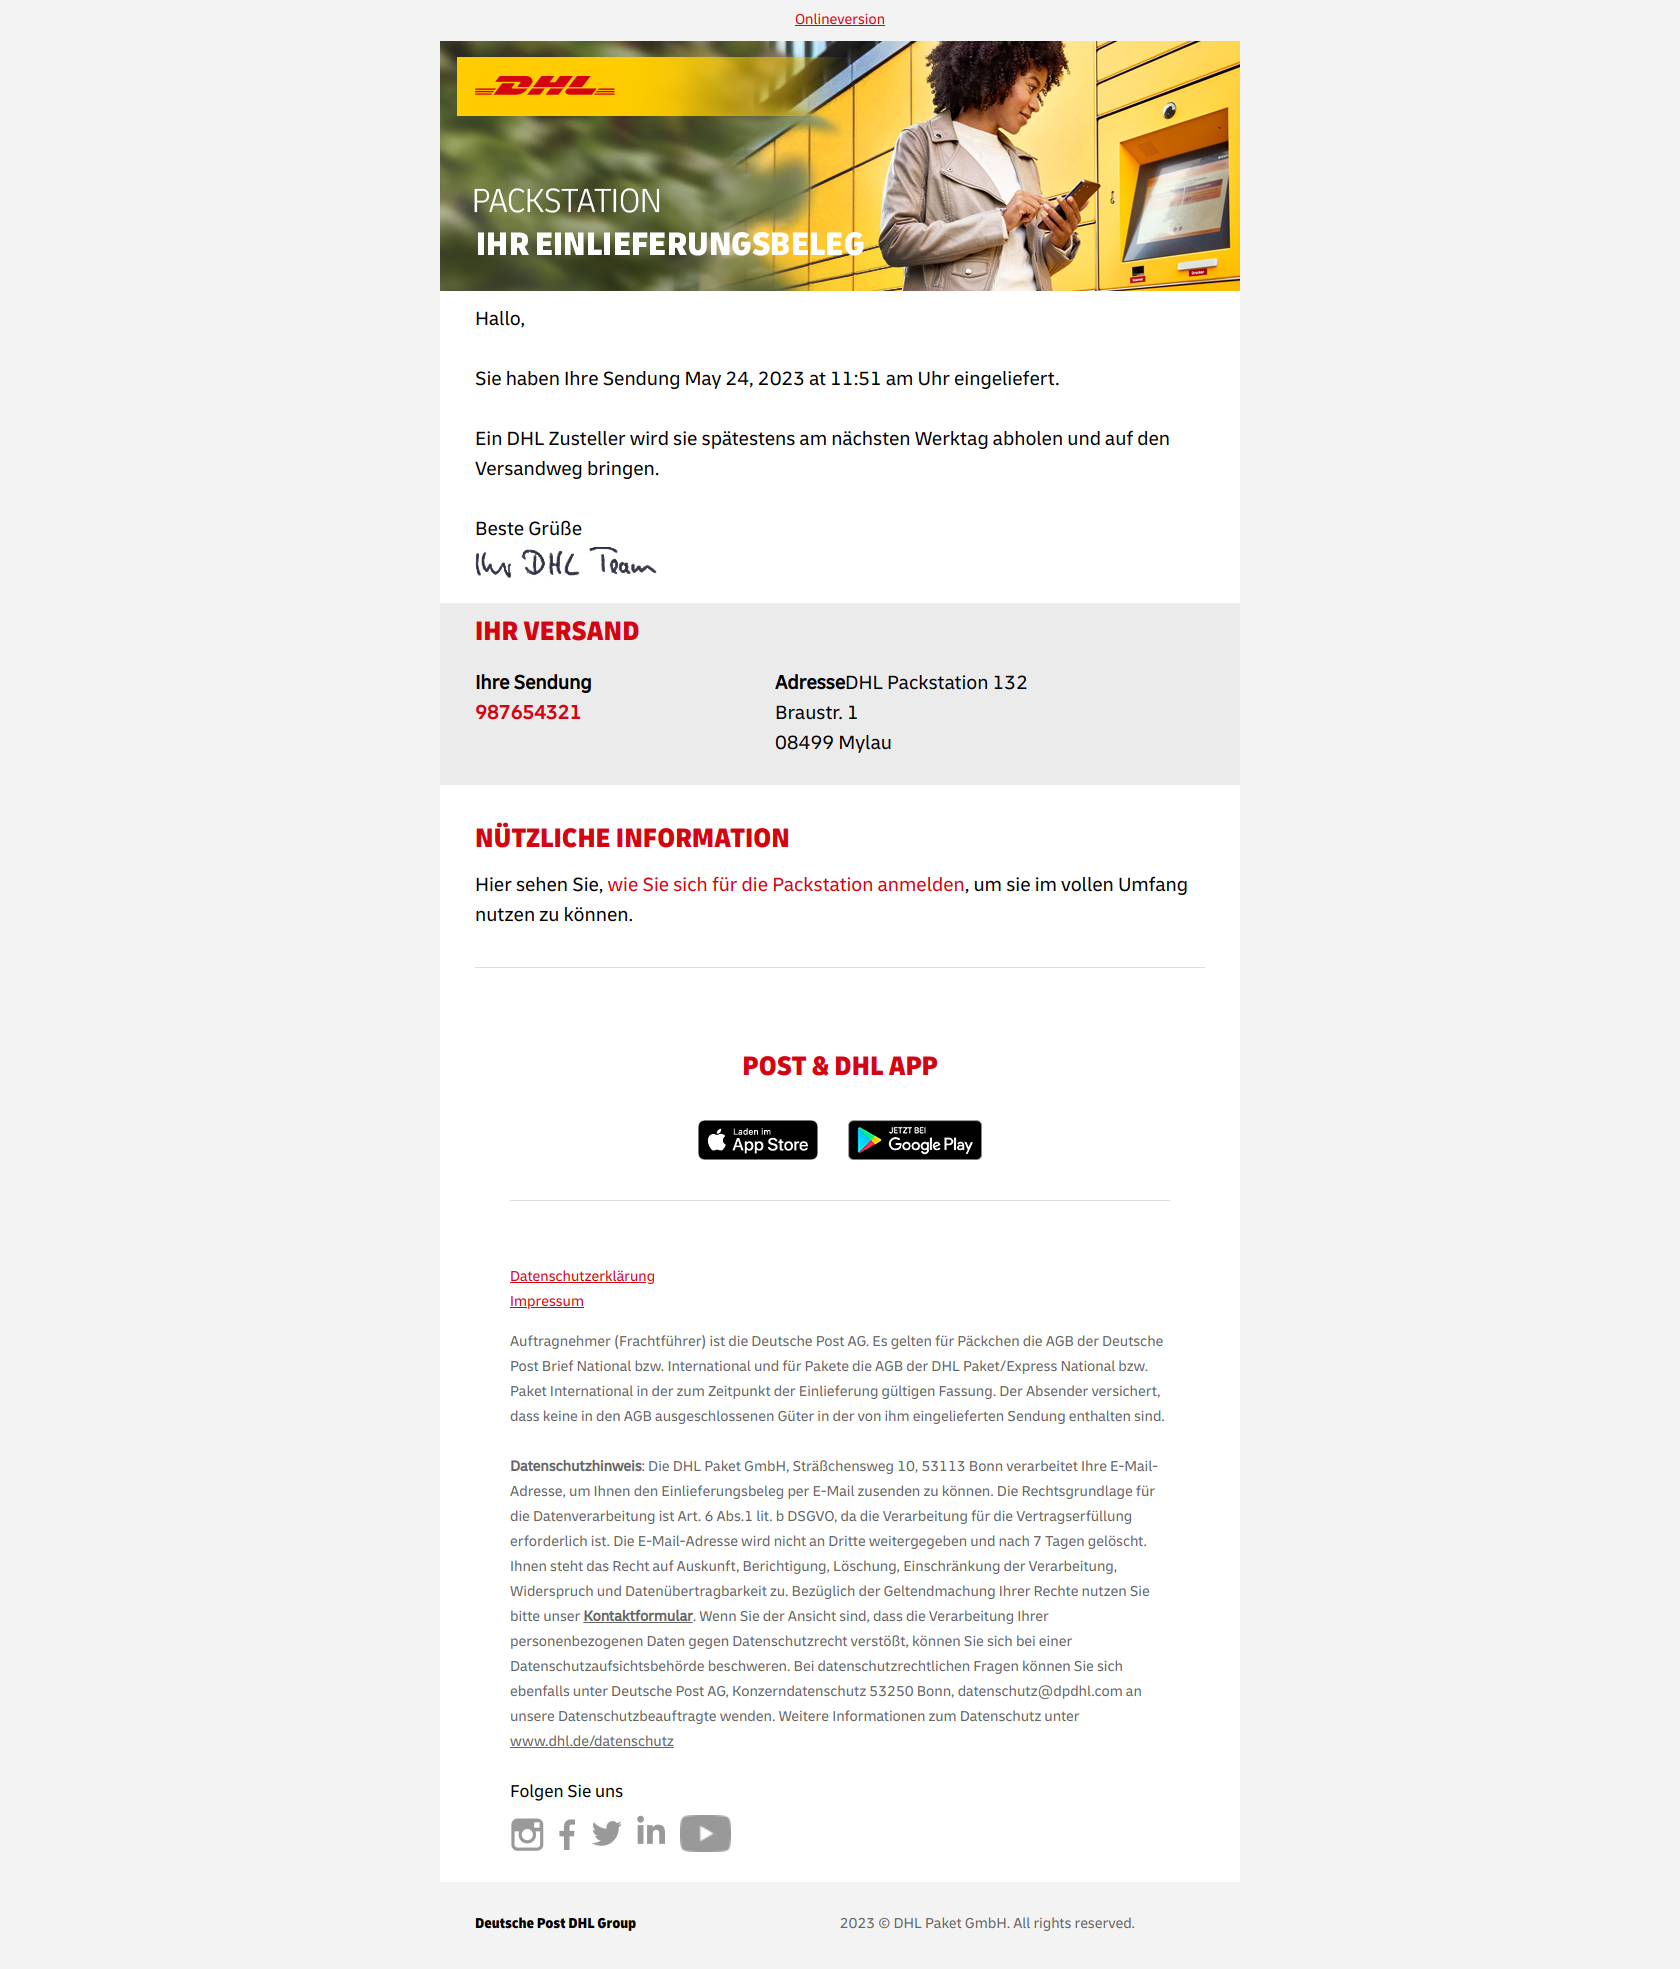 Onlineversion
DHL
PACKSTATION
IHR EINLIEFERUNGSBELEG
Hallo,
Sie haben Ihre Sendung May 24, 2023 at 11:51 am Uhr eingeliefert.
Ein DHL Zusteller wird sie spätestens am nächsten Werktag abholen und auf den
Versandweg bringen.
Beste Grüße
Ihr DHL Team
IHR VERSAND
Ihre Sendung
987654321
AdresseDHL Packstation 132
Braustr. 1
08499 Mylau
NÜTZLICHE INFORMATION
Hier sehen Sie, wie Sie sich für die Packstation anmelden, um sie im vollen Umfang
nutzen zu können.
POST & DHL APP
Laden im
App Store
JETZT BEI
Google Play
Datenschutzerklärung
Impressum
Auftragnehmer (Frachtführer) ist die Deutsche Post AG. Es gelten für Päckchen die AGB der Deutsche
Post Brief National bzw. International und für Pakete die AGB der DHL Paket/Express National bzw.
Paket International in der zum Zeitpunkt der Einlieferung gültigen Fassung. Der Absender versichert,
dass keine in den AGB ausgeschlossenen Güter in der von ihm eingelieferten Sendung enthalten sind.
Datenschutzhinweis: Die DHL Paket GmbH, Sträßchensweg 10, 53113 Bonn verarbeitet Ihre E-Mail-
Adresse, um Ihnen den Einlieferungsbeleg per E-Mail zusenden zu können. Die Rechtsgrundlage für
die Datenverarbeitung ist Art. 6 Abs.1 lit. b DSGVO, da die Verarbeitung für die Vertragserfüllung
erforderlich ist. Die E-Mail-Adresse wird nicht an Dritte weitergegeben und nach 7 Tagen gelöscht.
Ihnen steht das Recht auf Auskunft, Berichtigung, Löschung, Einschränkung der Verarbeitung,
Widerspruch und Datenübertragbarkeit zu. Bezüglich der Geltendmachung Ihrer Rechte nutzen Sie
bitte unser Kontaktformular. Wenn Sie der Ansicht sind, dass die Verarbeitung Ihrer
personenbezogenen Daten gegen Datenschutzrecht verstößt, können Sie sich bei einer
Datenschutzaufsichtsbehörde beschweren. Bei datenschutzrechtlichen Fragen können Sie sich
ebenfalls unter Deutsche Post AG, Konzerndatenschutz 53250 Bonn, datenschutz@dpdhl.com an
unsere Datenschutzbeauftragte wenden. Weitere Informationen zum Datenschutz unter
www.dhl.de/datenschutz
Folgen Sie uns
in
Deutsche Post DHL Group
2023 © DHL Paket GmbH. All rights reserved.